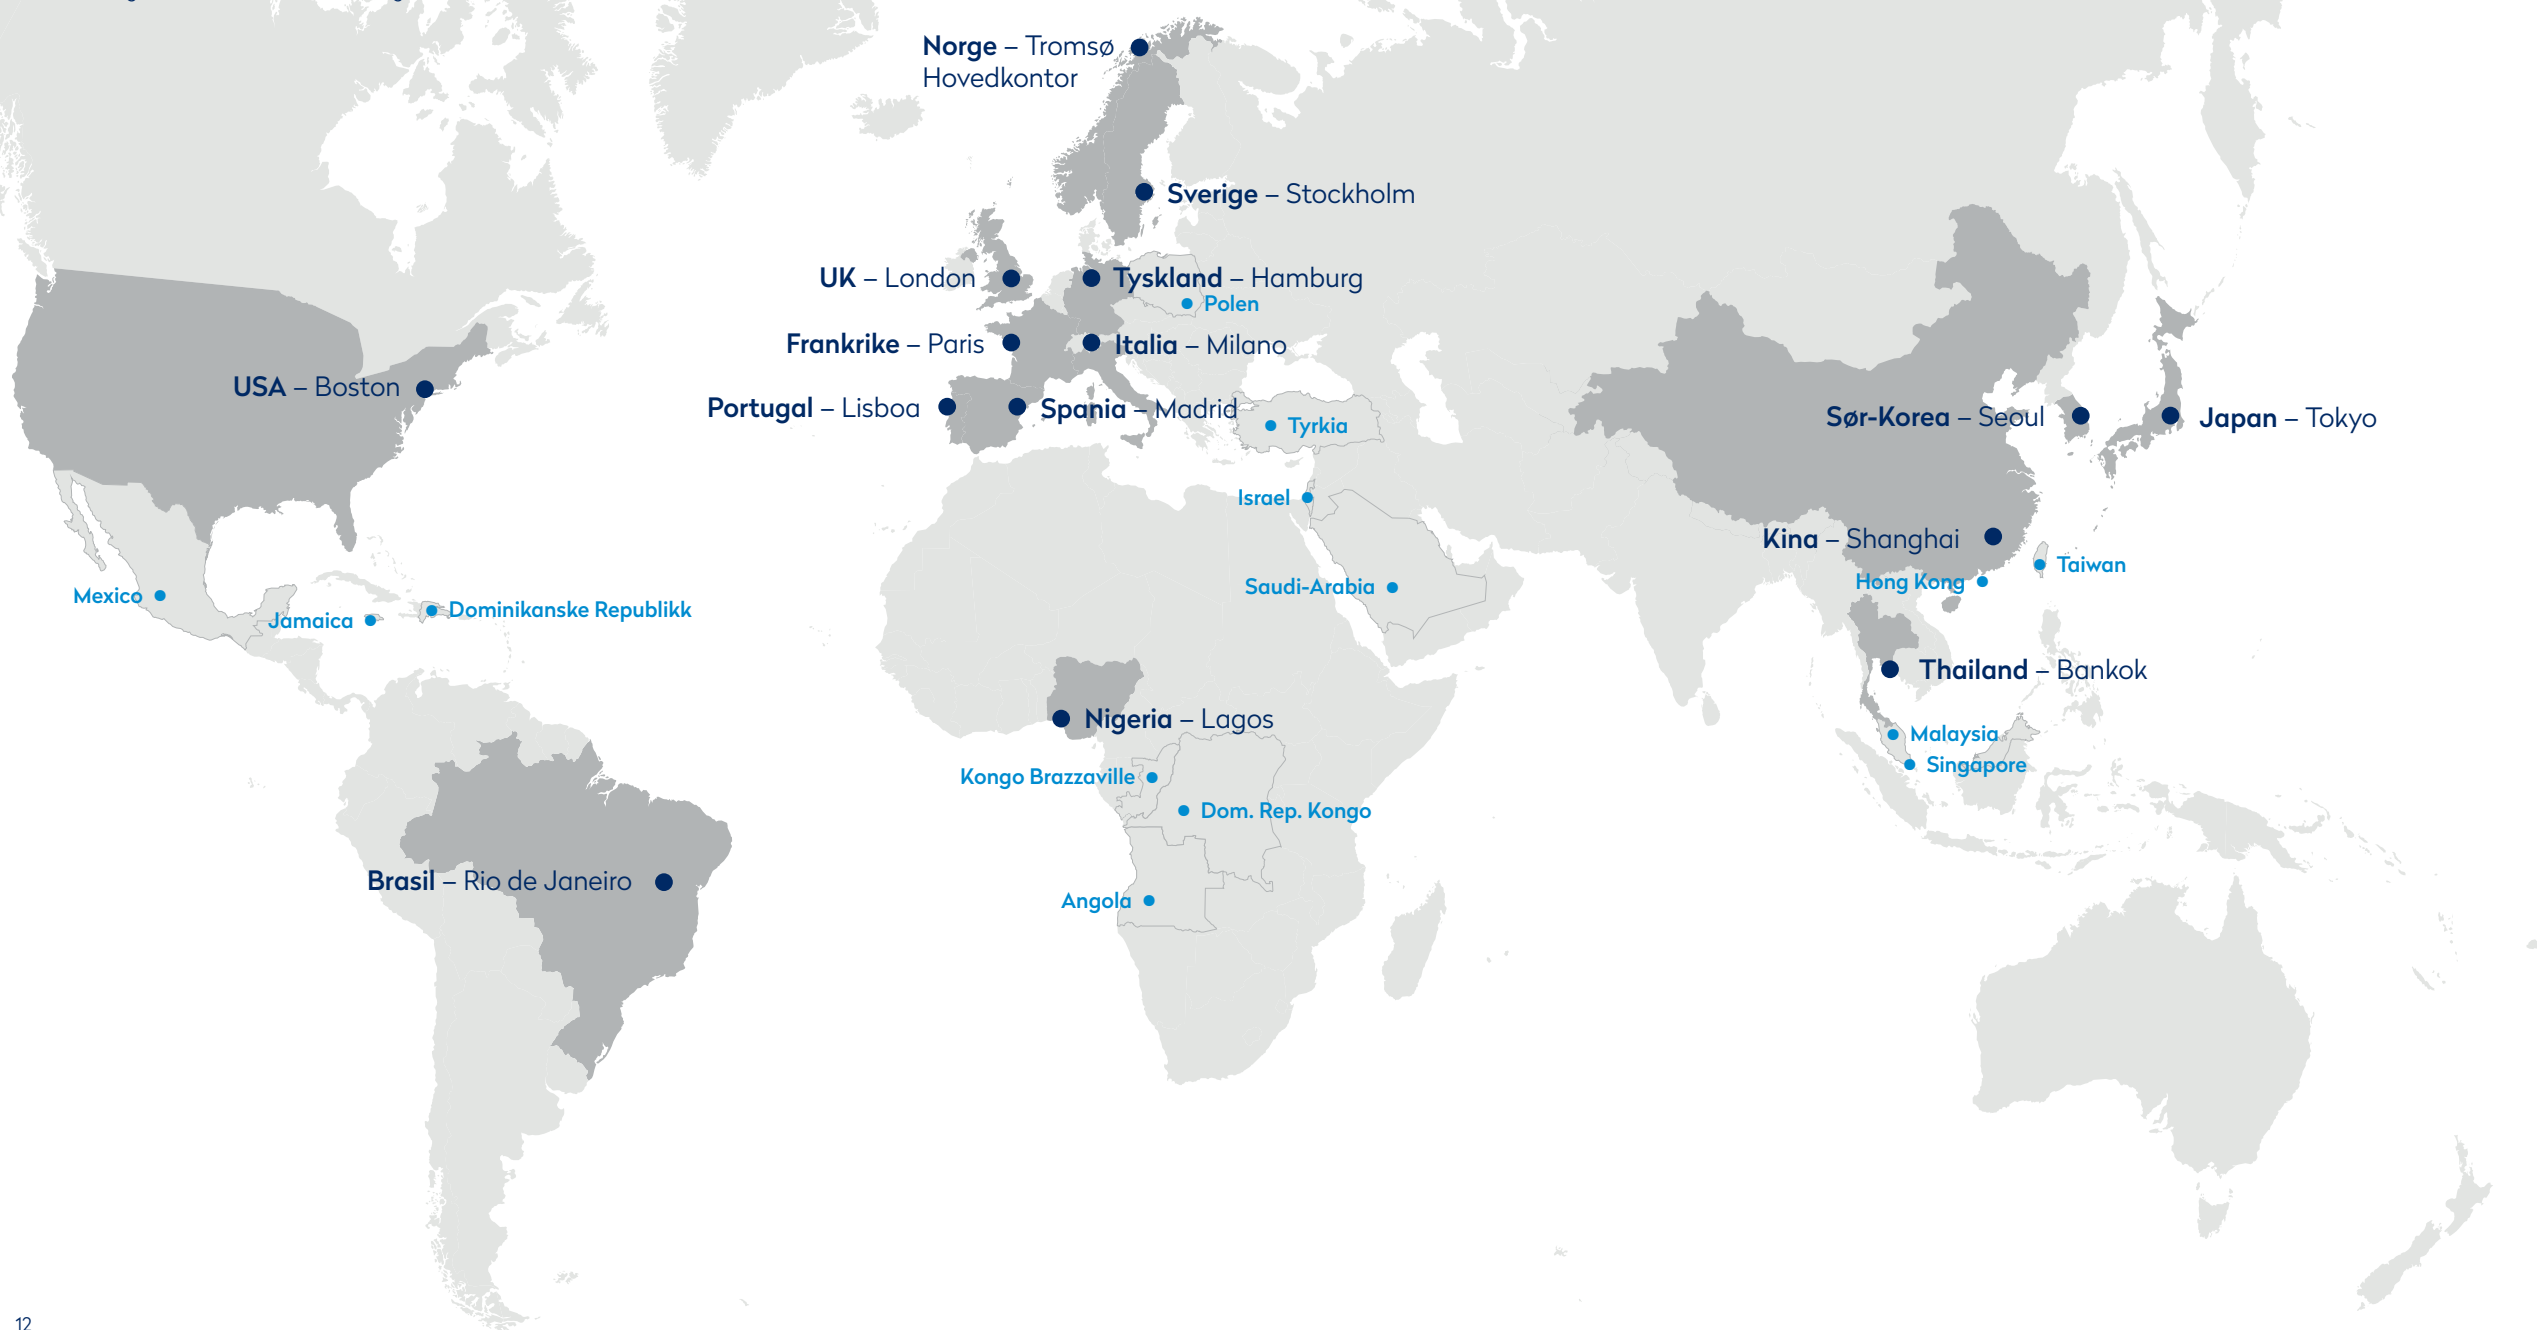 Norge – Tromsø
Hovedkontor
Sverige – Stockholm
UK – London
Tyskland – Hamburg
Polen
Frankrike – Paris
Italia – Milano
USA – Boston
Portugal – Lisboa
Spania – Madrid
Tyrkia
Sør-Korea – Seoul
Japan – Tokyo
Israel
Kina – Shanghai
Taiwan
Hong Kong
Saudi-Arabia
Mexico
Jamaica
Dominikanske Republikk
Thailand – Bankok
Nigeria – Lagos
Malaysia
Singapore
Kongo Brazzaville
Dom. Rep. Kongo
Brasil – Rio de Janeiro
Angola
12